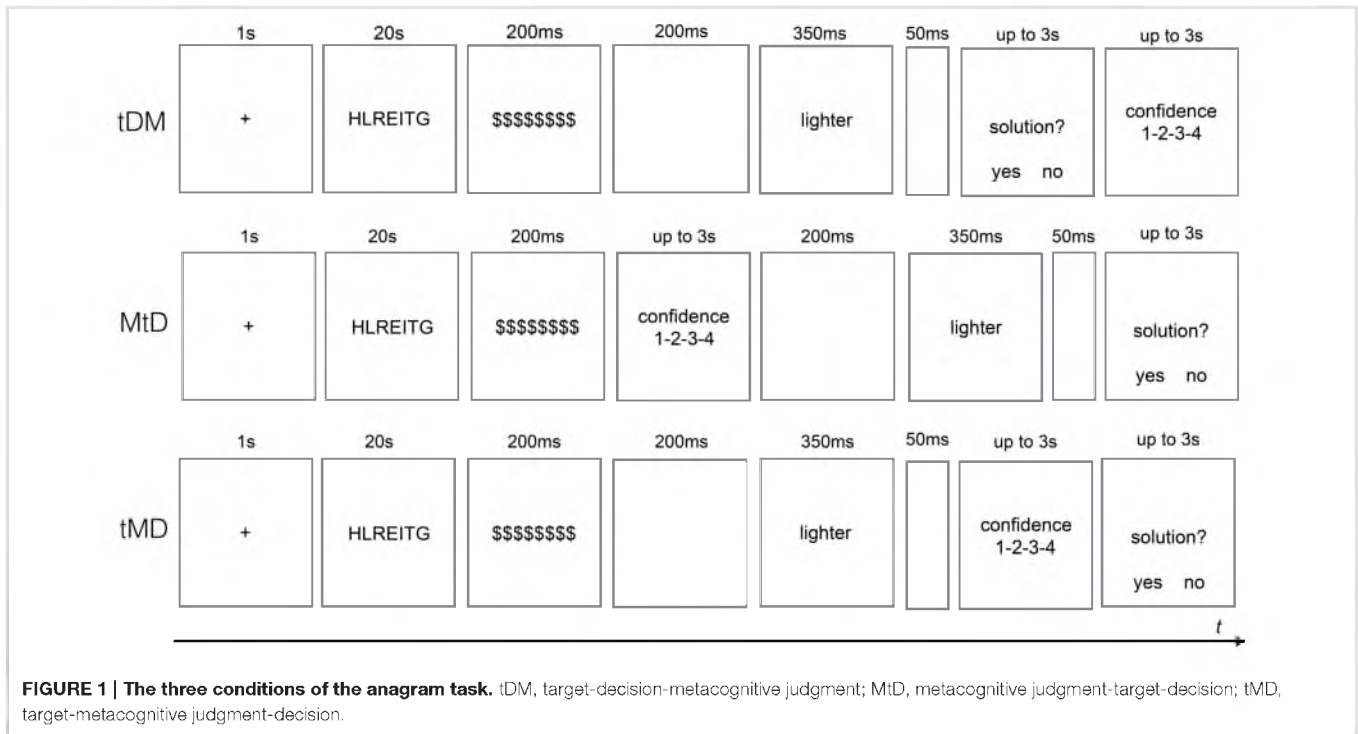 1s 20s 200ms 200ms 350ms 50ms up to 3s up to 3s
tDM + HLREITG $$$$$$$$ lighter solution? yes no confidence 1-2-3-4
1s 20s 200ms up to 3s 200ms 350ms 50ms up to 3s
MtD + HLREITG $$$$$$$$ confidence 1-2-3-4 lighter solution? yes no
1s 20s 200ms 200ms 350ms 50ms up to 3s up to 3s
tMD + HLREITG $$$$$$$$ lighter confidence 1-2-3-4 solution? yes no
t
FIGURE 1 | The three conditions of the anagram task. tDM, target-decision-metacognitive judgment; MtD, metacognitive judgment-target-decision; tMD,
target-metacognitive judgment-decision.